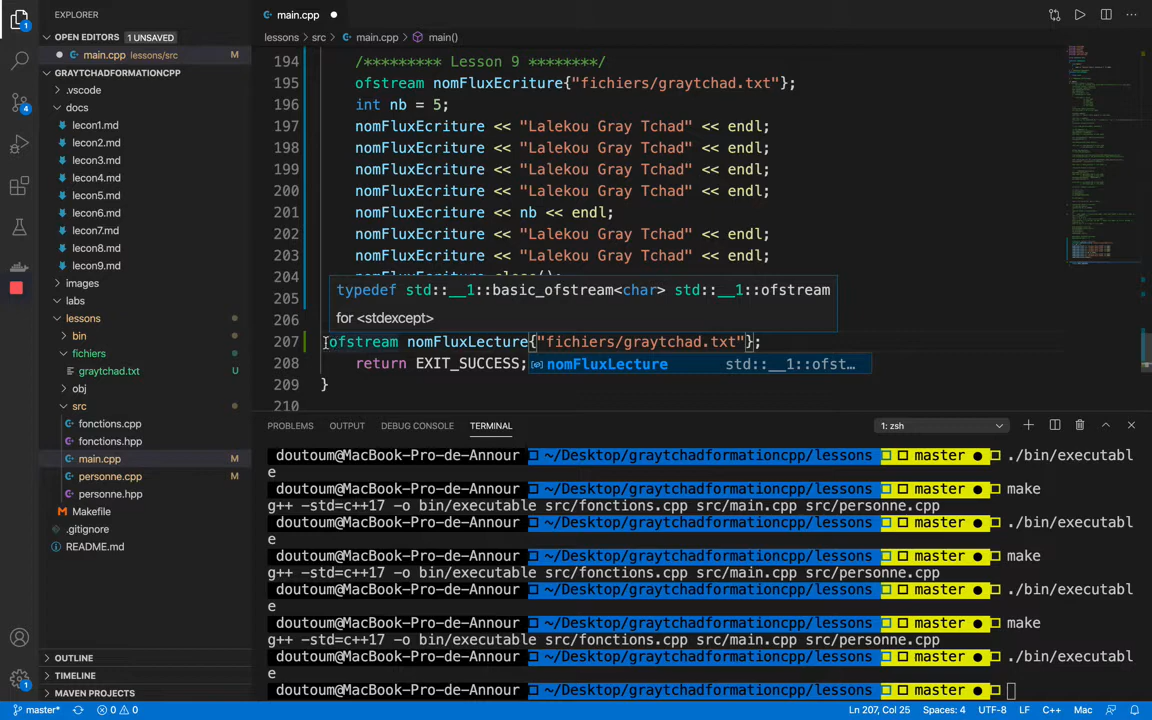 EXPLORER
OPEN EDITORS 1 UNSAVED
main.cpp lessons/src M
GRAYTCHADFORMATIONCPP
.vscode
docs
lecon1.md
lecon2.md
lecon3.md
lecon4.md
lecon5.md
lecon6.md
lecon7.md
lecon8.md
lecon9.md
images
labs
lessons
bin
fichiers
graytchad.txt U
obj
src
fonctions.cpp
fonctions.hpp
main.cpp M
personne.cpp M
personne.hpp
Makefile
.gitignore
README.md
OUTLINE
TIMELINE
MAVEN PROJECTS
main.cpp
lessons > src > main.cpp > main()
194 /********* Lesson 9 ********/
195 ofstream nomFluxEcriture{"fichiers/graytchad.txt"};
196 int nb = 5;
197 nomFluxEcriture << "Lalekou Gray Tchad" << endl;
198 nomFluxEcriture << "Lalekou Gray Tchad" << endl;
199 nomFluxEcriture << "Lalekou Gray Tchad" << endl;
200 nomFluxEcriture << "Lalekou Gray Tchad" << endl;
201 nomFluxEcriture << nb << endl;
202 nomFluxEcriture << "Lalekou Gray Tchad" << endl;
203 nomFluxEcriture << "Lalekou Gray Tchad" << endl;
204 nomFluxEcriture.close();
205
typedef std::__1::basic_ofstream<char> std::__1::ofstream
for <stdexcept>
206
207 ofstream nomFluxLecture{"fichiers/graytchad.txt"};
208 return EXIT_SUCCESS;
nomFluxLecture std::__1::ofst…
209 }
210
PROBLEMS OUTPUT DEBUG CONSOLE TERMINAL 1: zsh
doutoum@MacBook-Pro-de-Annour ~/Desktop/graytchadformationcpp/lessons master ● ./bin/executabl
e
doutoum@MacBook-Pro-de-Annour ~/Desktop/graytchadformationcpp/lessons master ● make
g++ -std=c++17 -o bin/executable src/fonctions.cpp src/main.cpp src/personne.cpp
doutoum@MacBook-Pro-de-Annour ~/Desktop/graytchadformationcpp/lessons master ● ./bin/executabl
e
doutoum@MacBook-Pro-de-Annour ~/Desktop/graytchadformationcpp/lessons master ● make
g++ -std=c++17 -o bin/executable src/fonctions.cpp src/main.cpp src/personne.cpp
doutoum@MacBook-Pro-de-Annour ~/Desktop/graytchadformationcpp/lessons master ● ./bin/executabl
e
doutoum@MacBook-Pro-de-Annour ~/Desktop/graytchadformationcpp/lessons master ● make
g++ -std=c++17 -o bin/executable src/fonctions.cpp src/main.cpp src/personne.cpp
doutoum@MacBook-Pro-de-Annour ~/Desktop/graytchadformationcpp/lessons master ● ./bin/executabl
e
doutoum@MacBook-Pro-de-Annour ~/Desktop/graytchadformationcpp/lessons master ●
master* 0 0 Ln 207, Col 25 Spaces: 4 UTF-8 LF C++ Mac